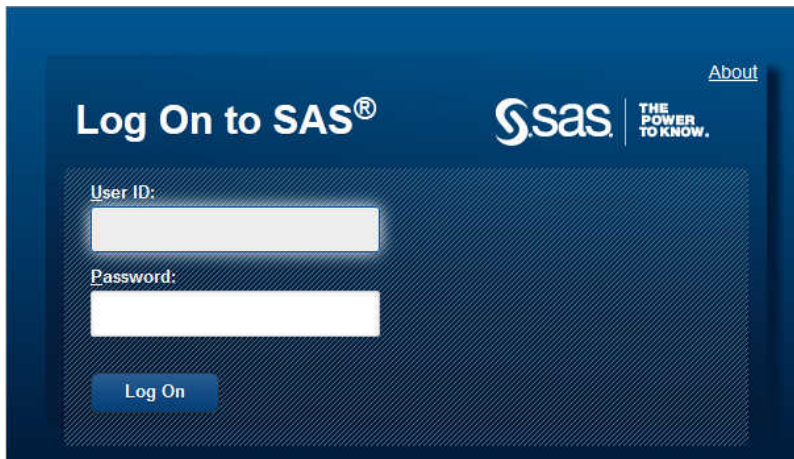 About
Log On to SAS®
sas
THE
POWER
TO KNOW.
User ID:
Password:
Log On